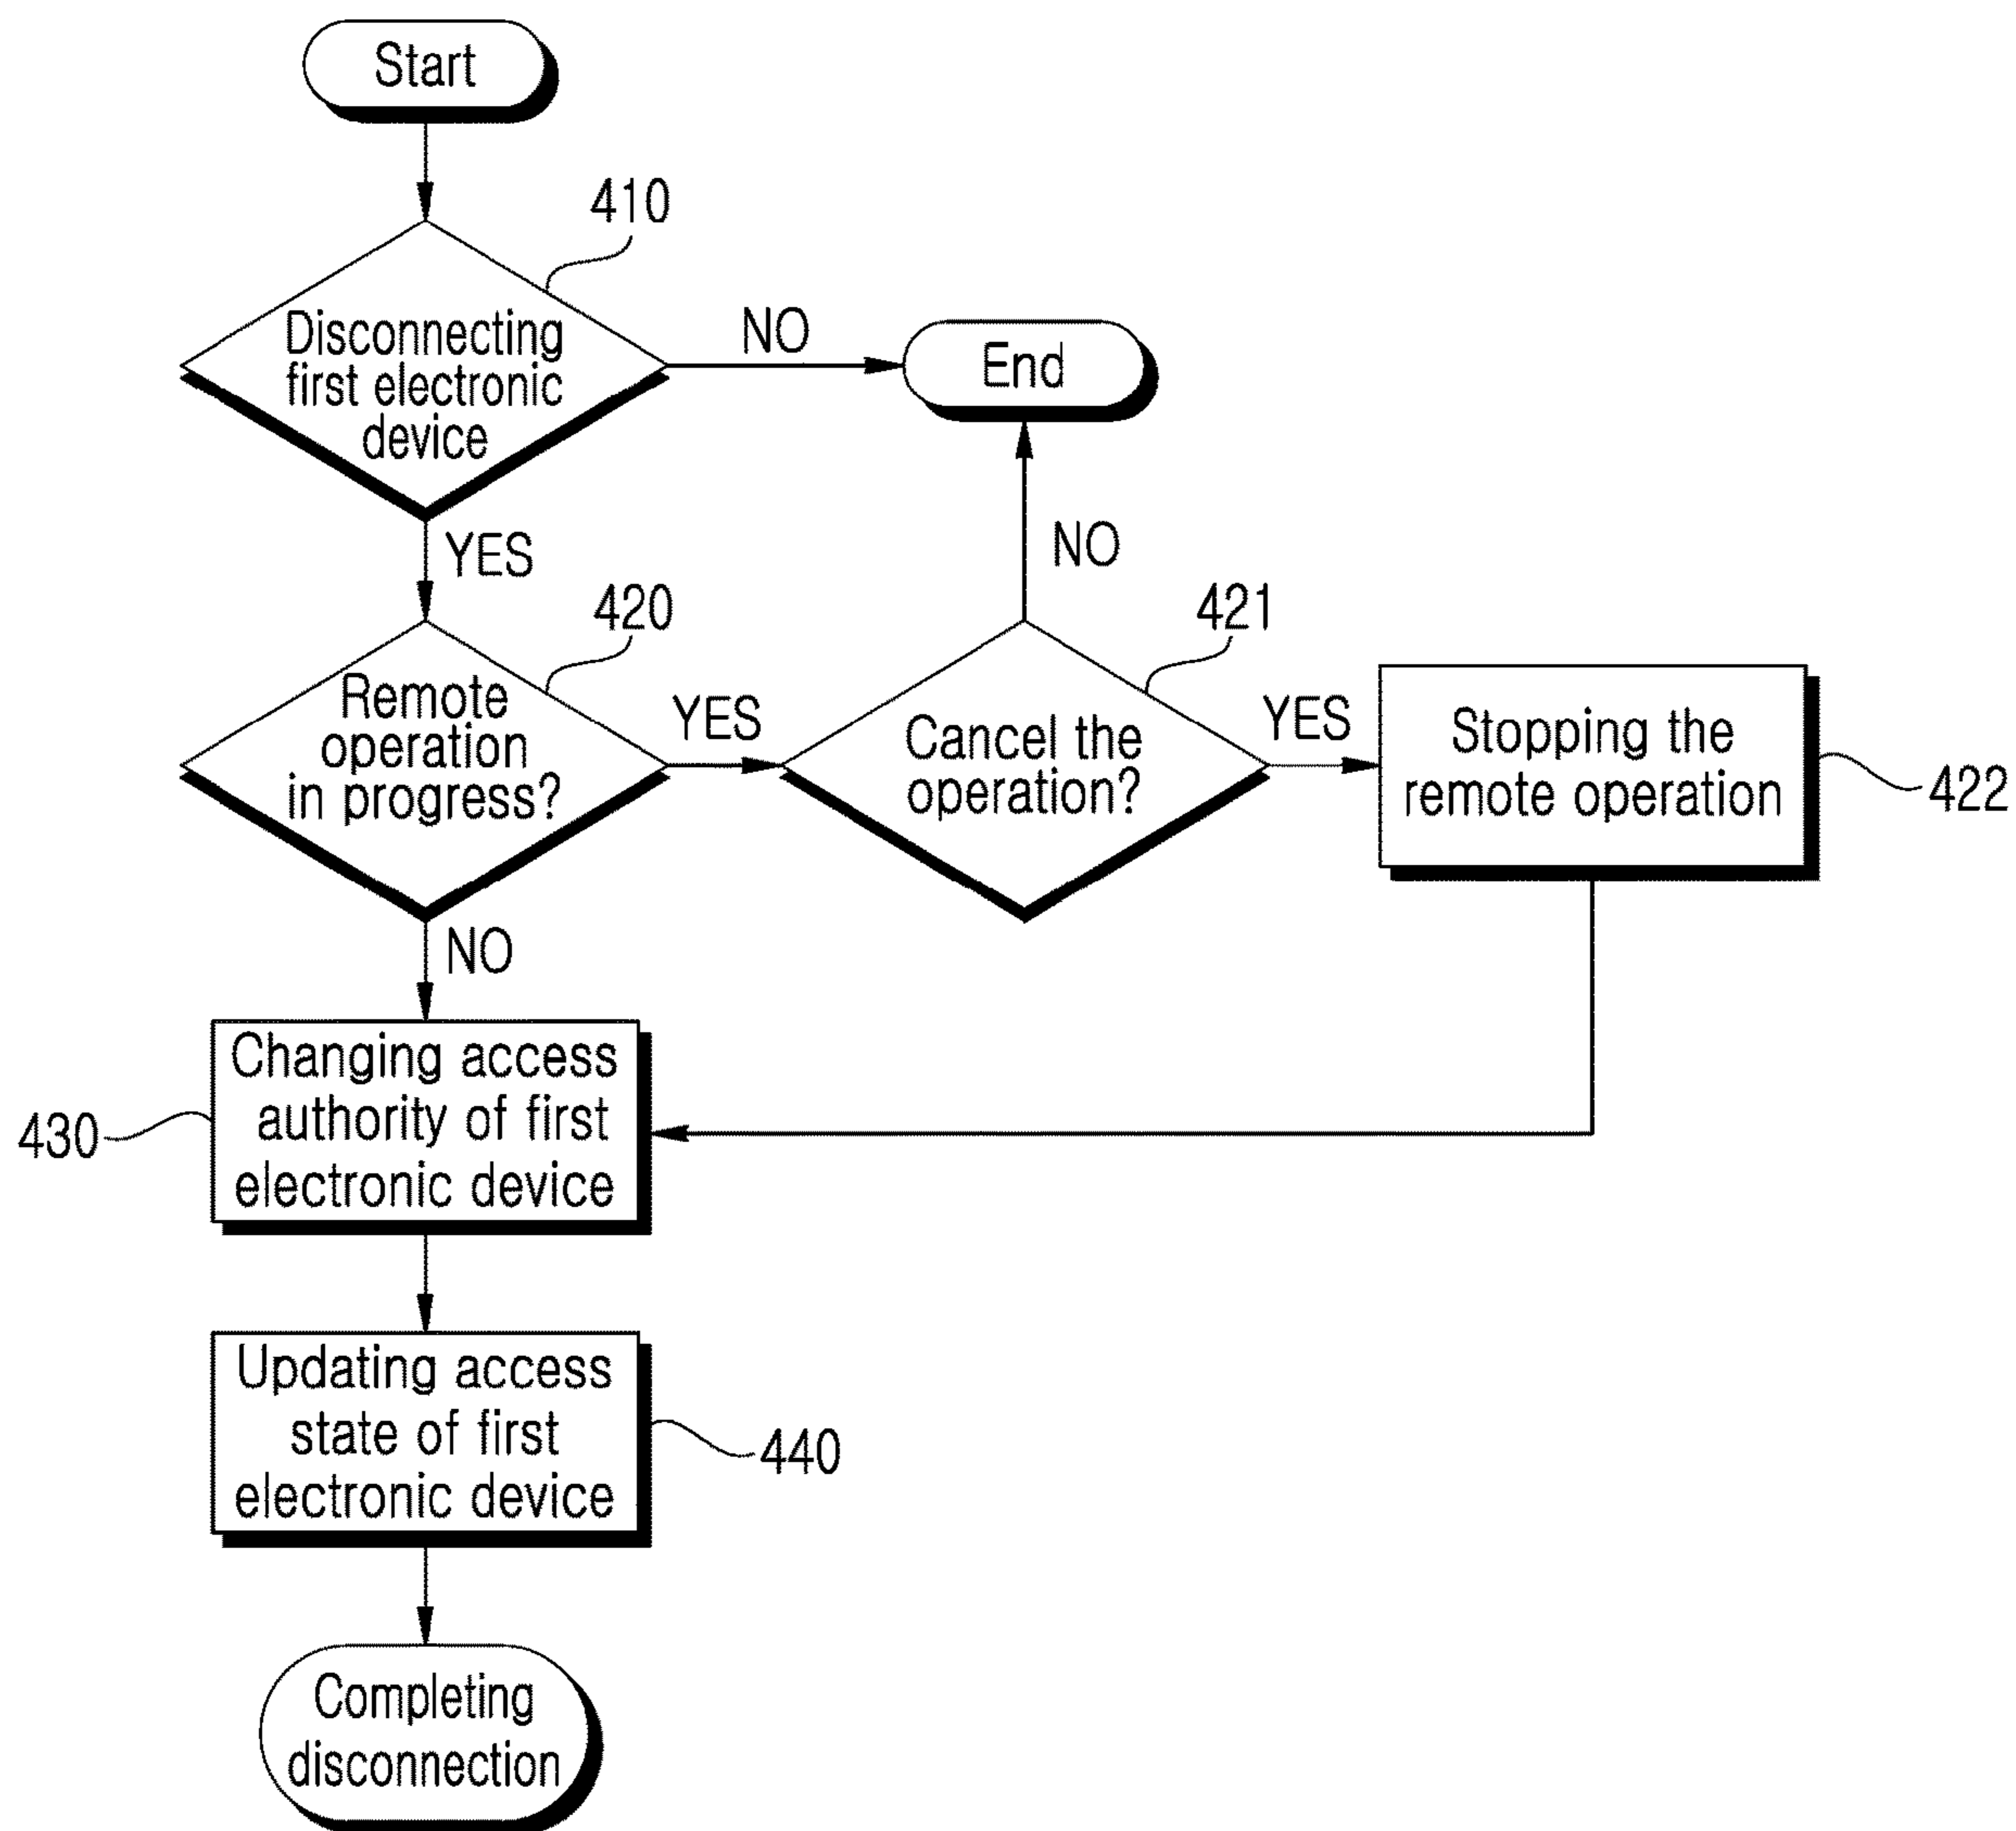 Start
410
Disconnecting
first electronic
device
NO
End
YES
NO
420
421
Remote
operation
in progress?
YES
Cancel the
operation?
YES
Stopping the
remote operation
422
NO
Changing access
authority of first
electronic device
430
Updating access
state of first
electronic device
440
Completing
disconnection